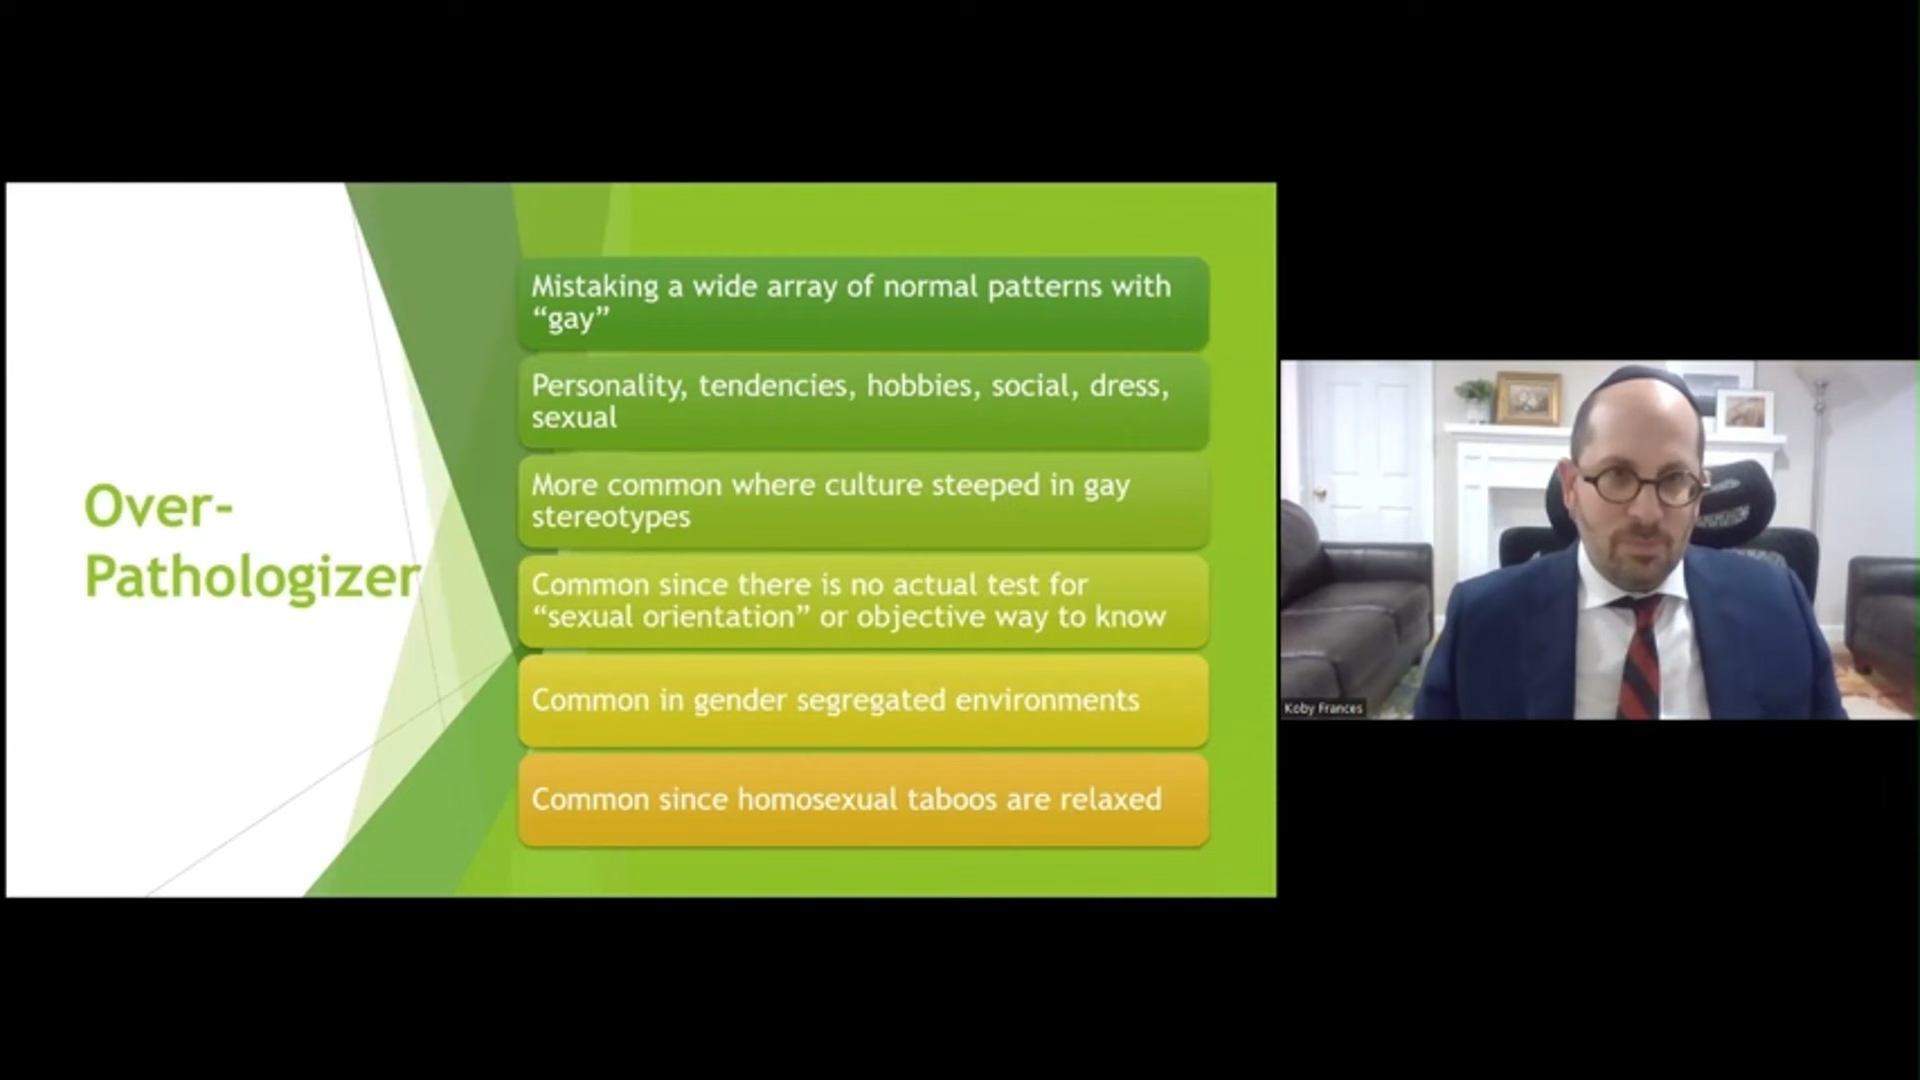 Over-
Pathologizer
Mistaking a wide array of normal patterns with
“gay”
Personality, tendencies, hobbies, social, dress,
sexual
More common where culture steeped in gay
stereotypes
Common since there is no actual test for
“sexual orientation” or objective way to know
Common in gender segregated environments
Common since homosexual taboos are relaxed
Koby Frances